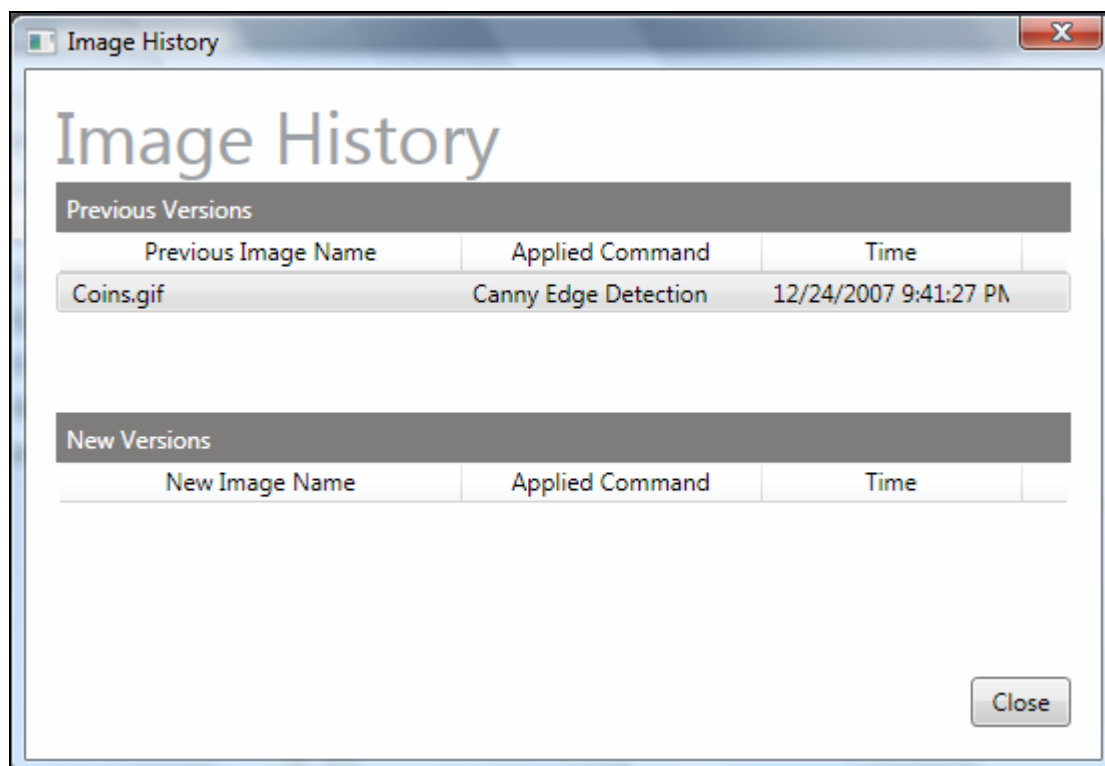 Image History
Image History
Previous Versions
Previous Image Name Applied Command Time
Coins.gif Canny Edge Detection 12/24/2007 9:41:27 PM
New Versions
New Image Name Applied Command Time
Close